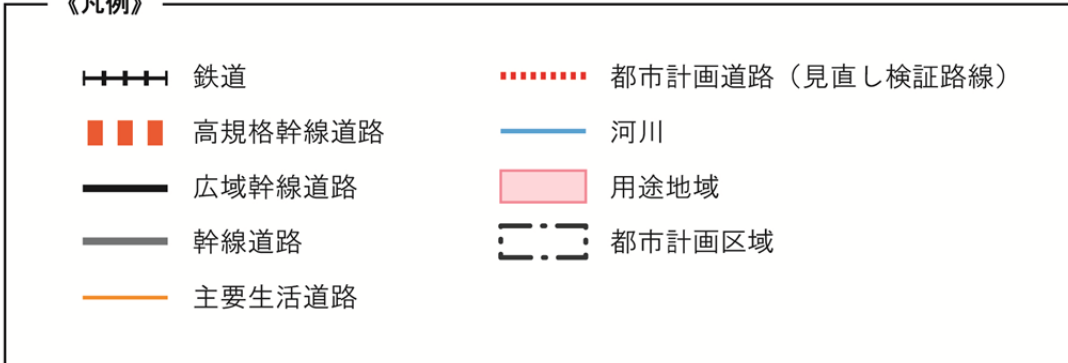 《凡例》
鉄道
高規格幹線道路
広域幹線道路
幹線道路
主要生活道路
都市計画道路（見直し検証路線）
河川
用途地域
都市計画区域